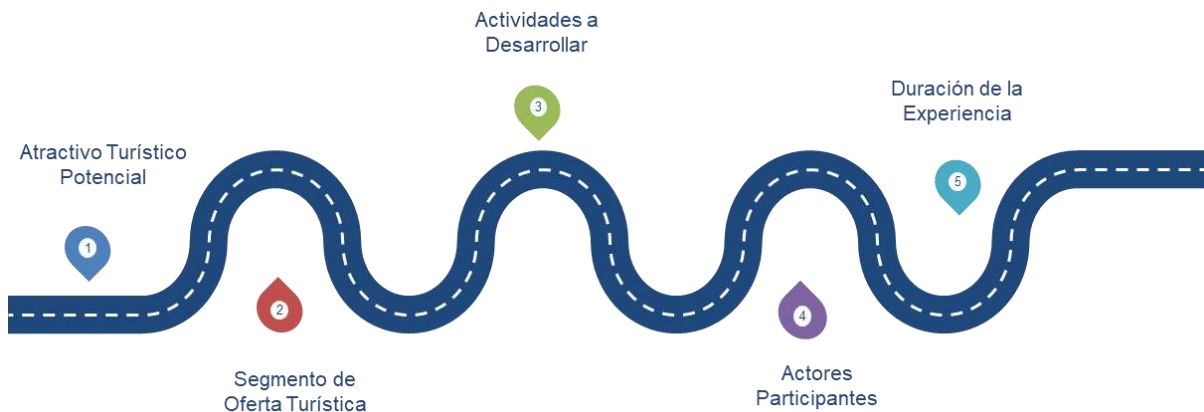 Atractivo Turístico
Potencial
1
2
Segmento de
Oferta Turística
Actividades a
Desarrollar
3
4
Actores
Participantes
Duración de la
Experiencia
5